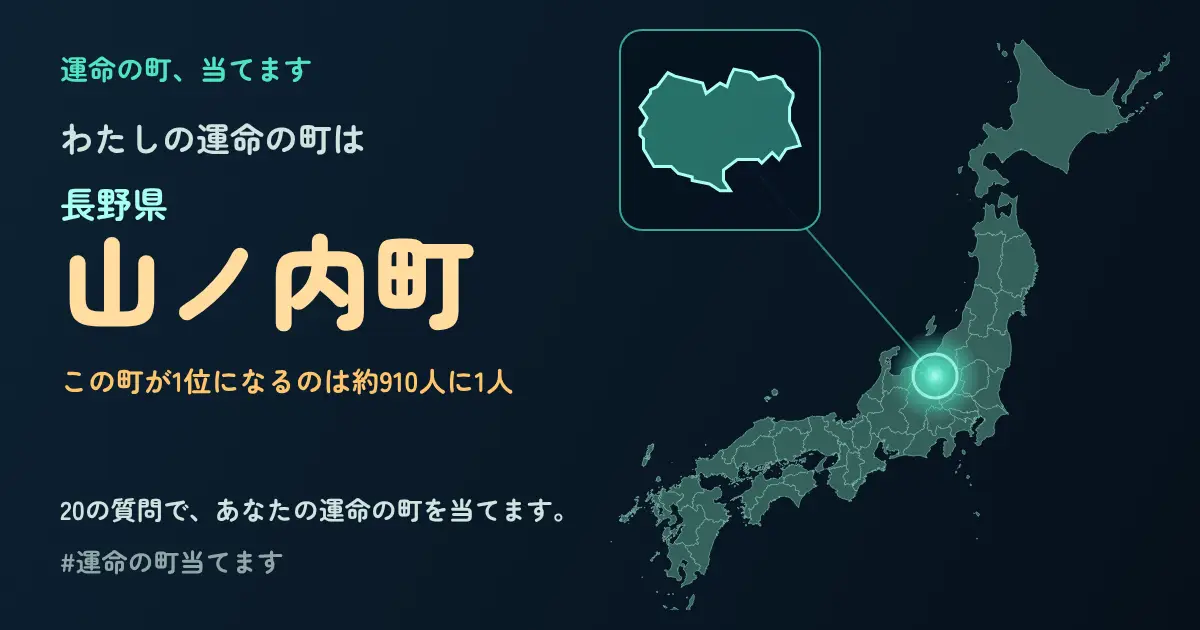 運命の町、当てます
わたしの運命の町は
長野県
山ノ内町
この町が1位になるのは約910人に1人
20の質問で、あなたの運命の町を当てます。
#運命の町当てます